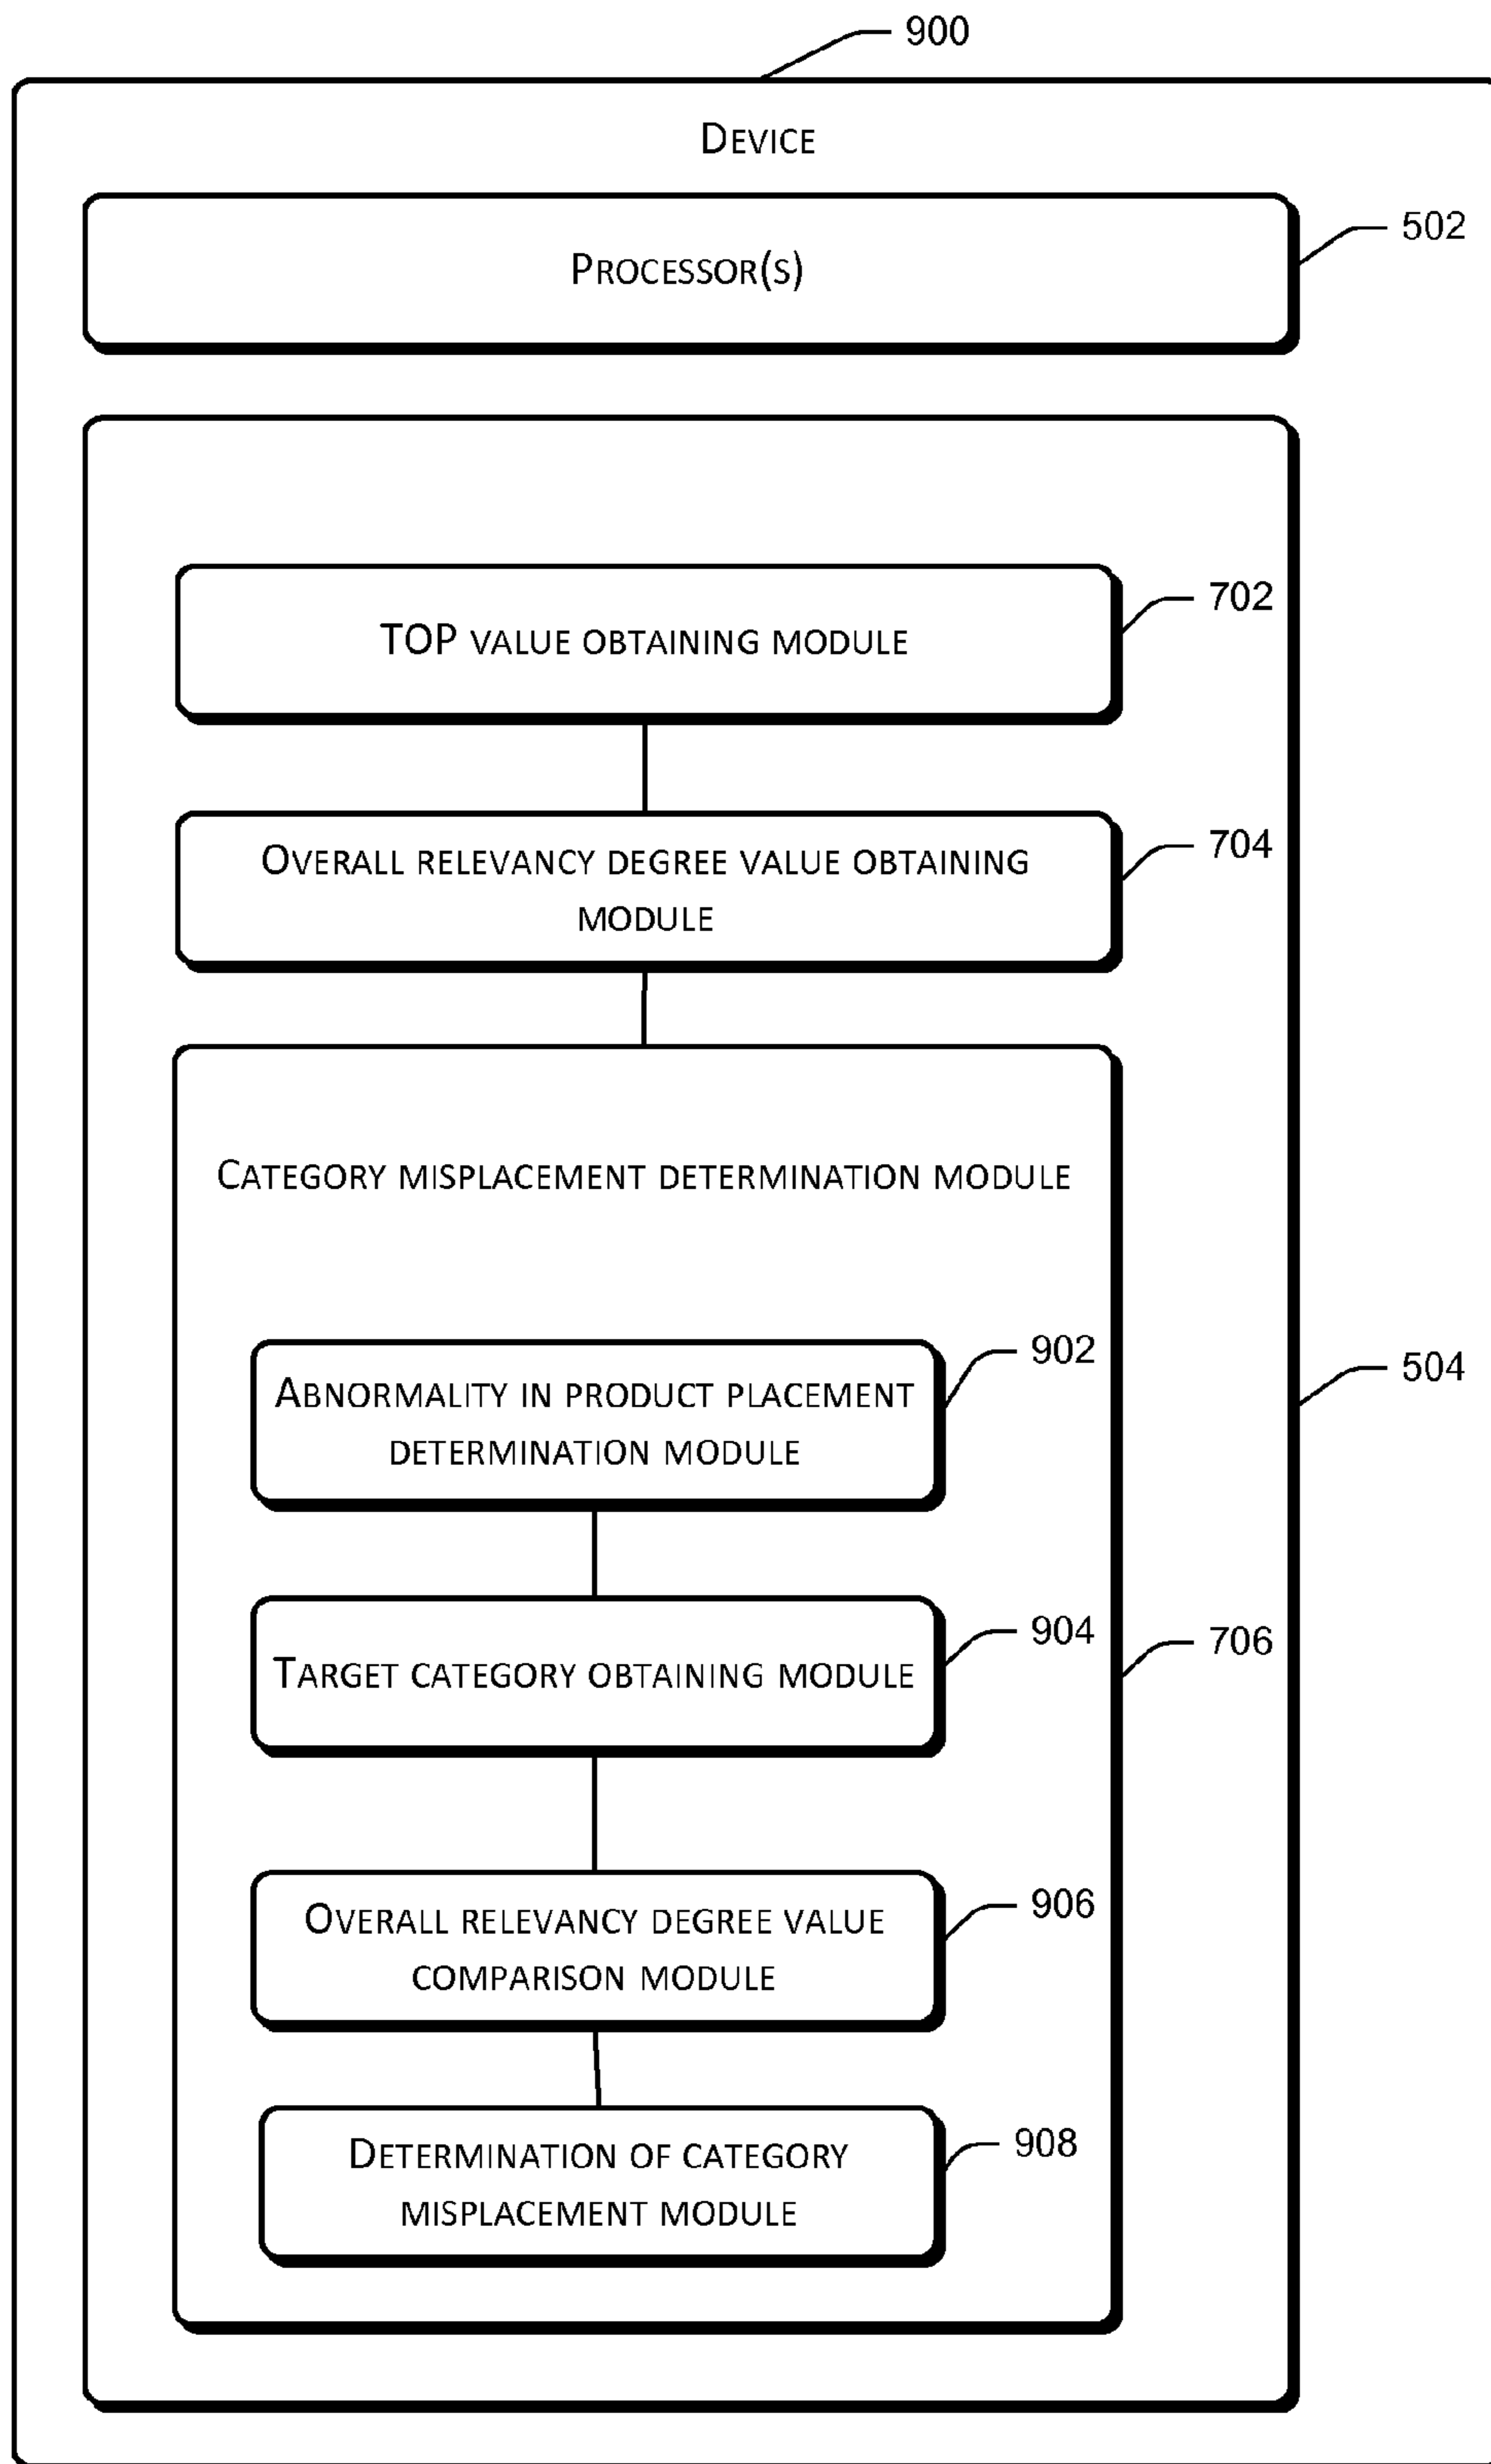 900
DEVICE
PROCESSOR(S)
502
TOP VALUE OBTAINING MODULE
702
OVERALL RELEVANCY DEGREE VALUE OBTAINING
MODULE
704
CATEGORY MISPLACEMENT DETERMINATION MODULE
ABNORMALITY IN PRODUCT PLACEMENT
DETERMINATION MODULE
902
504
TARGET CATEGORY OBTAINING MODULE
904
706
OVERALL RELEVANCY DEGREE VALUE
COMPARISON MODULE
906
DETERMINATION OF CATEGORY
MISPLACEMENT MODULE
908